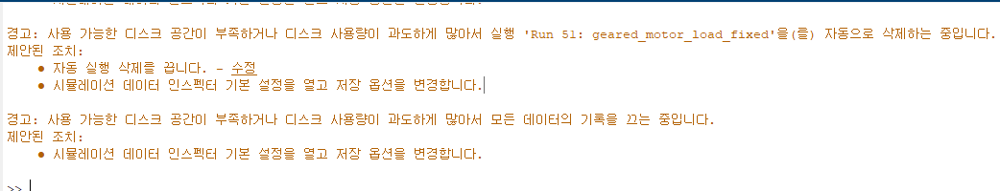 경고: 사용 가능한 디스크 공간이 부족하거나 디스크 사용량이 과도하게 많아서 실행 'Run 51: geared_motor_load_fixed'을(를) 자동으로 삭제하는 중입니다.
제안된 조치:
• 자동 실행 삭제를 끕니다. - 수정
• 시뮬레이션 데이터 인스펙터 기본 설정을 열고 저장 옵션을 변경합니다.
경고: 사용 가능한 디스크 공간이 부족하거나 디스크 사용량이 과도하게 많아서 모든 데이터의 기록을 끄는 중입니다.
제안된 조치:
• 시뮬레이션 데이터 인스펙터 기본 설정을 열고 저장 옵션을 변경합니다.
>>